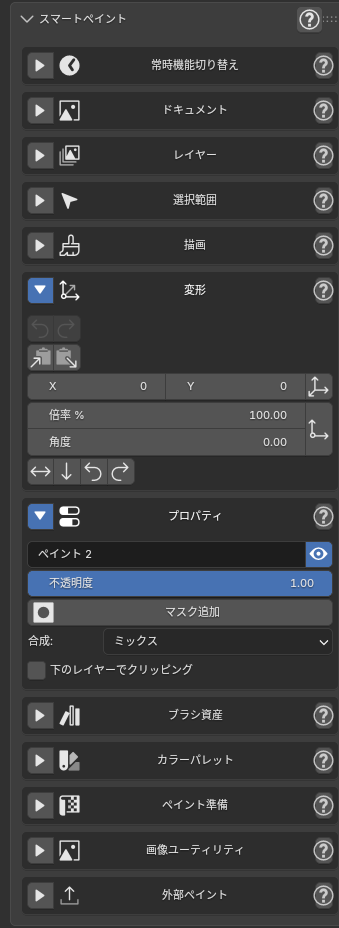 スマートペイント
常時機能切り替え
ドキュメント
レイヤー
選択範囲
描画
変形
X 0 Y 0
倍率 % 100.00
角度 0.00
プロパティ
ペイント 2
不透明度 1.00
マスク追加
合成: ミックス
下のレイヤーでクリッピング
ブラシ資産
カラーパレット
ペイント準備
画像ユーティリティ
外部ペイント